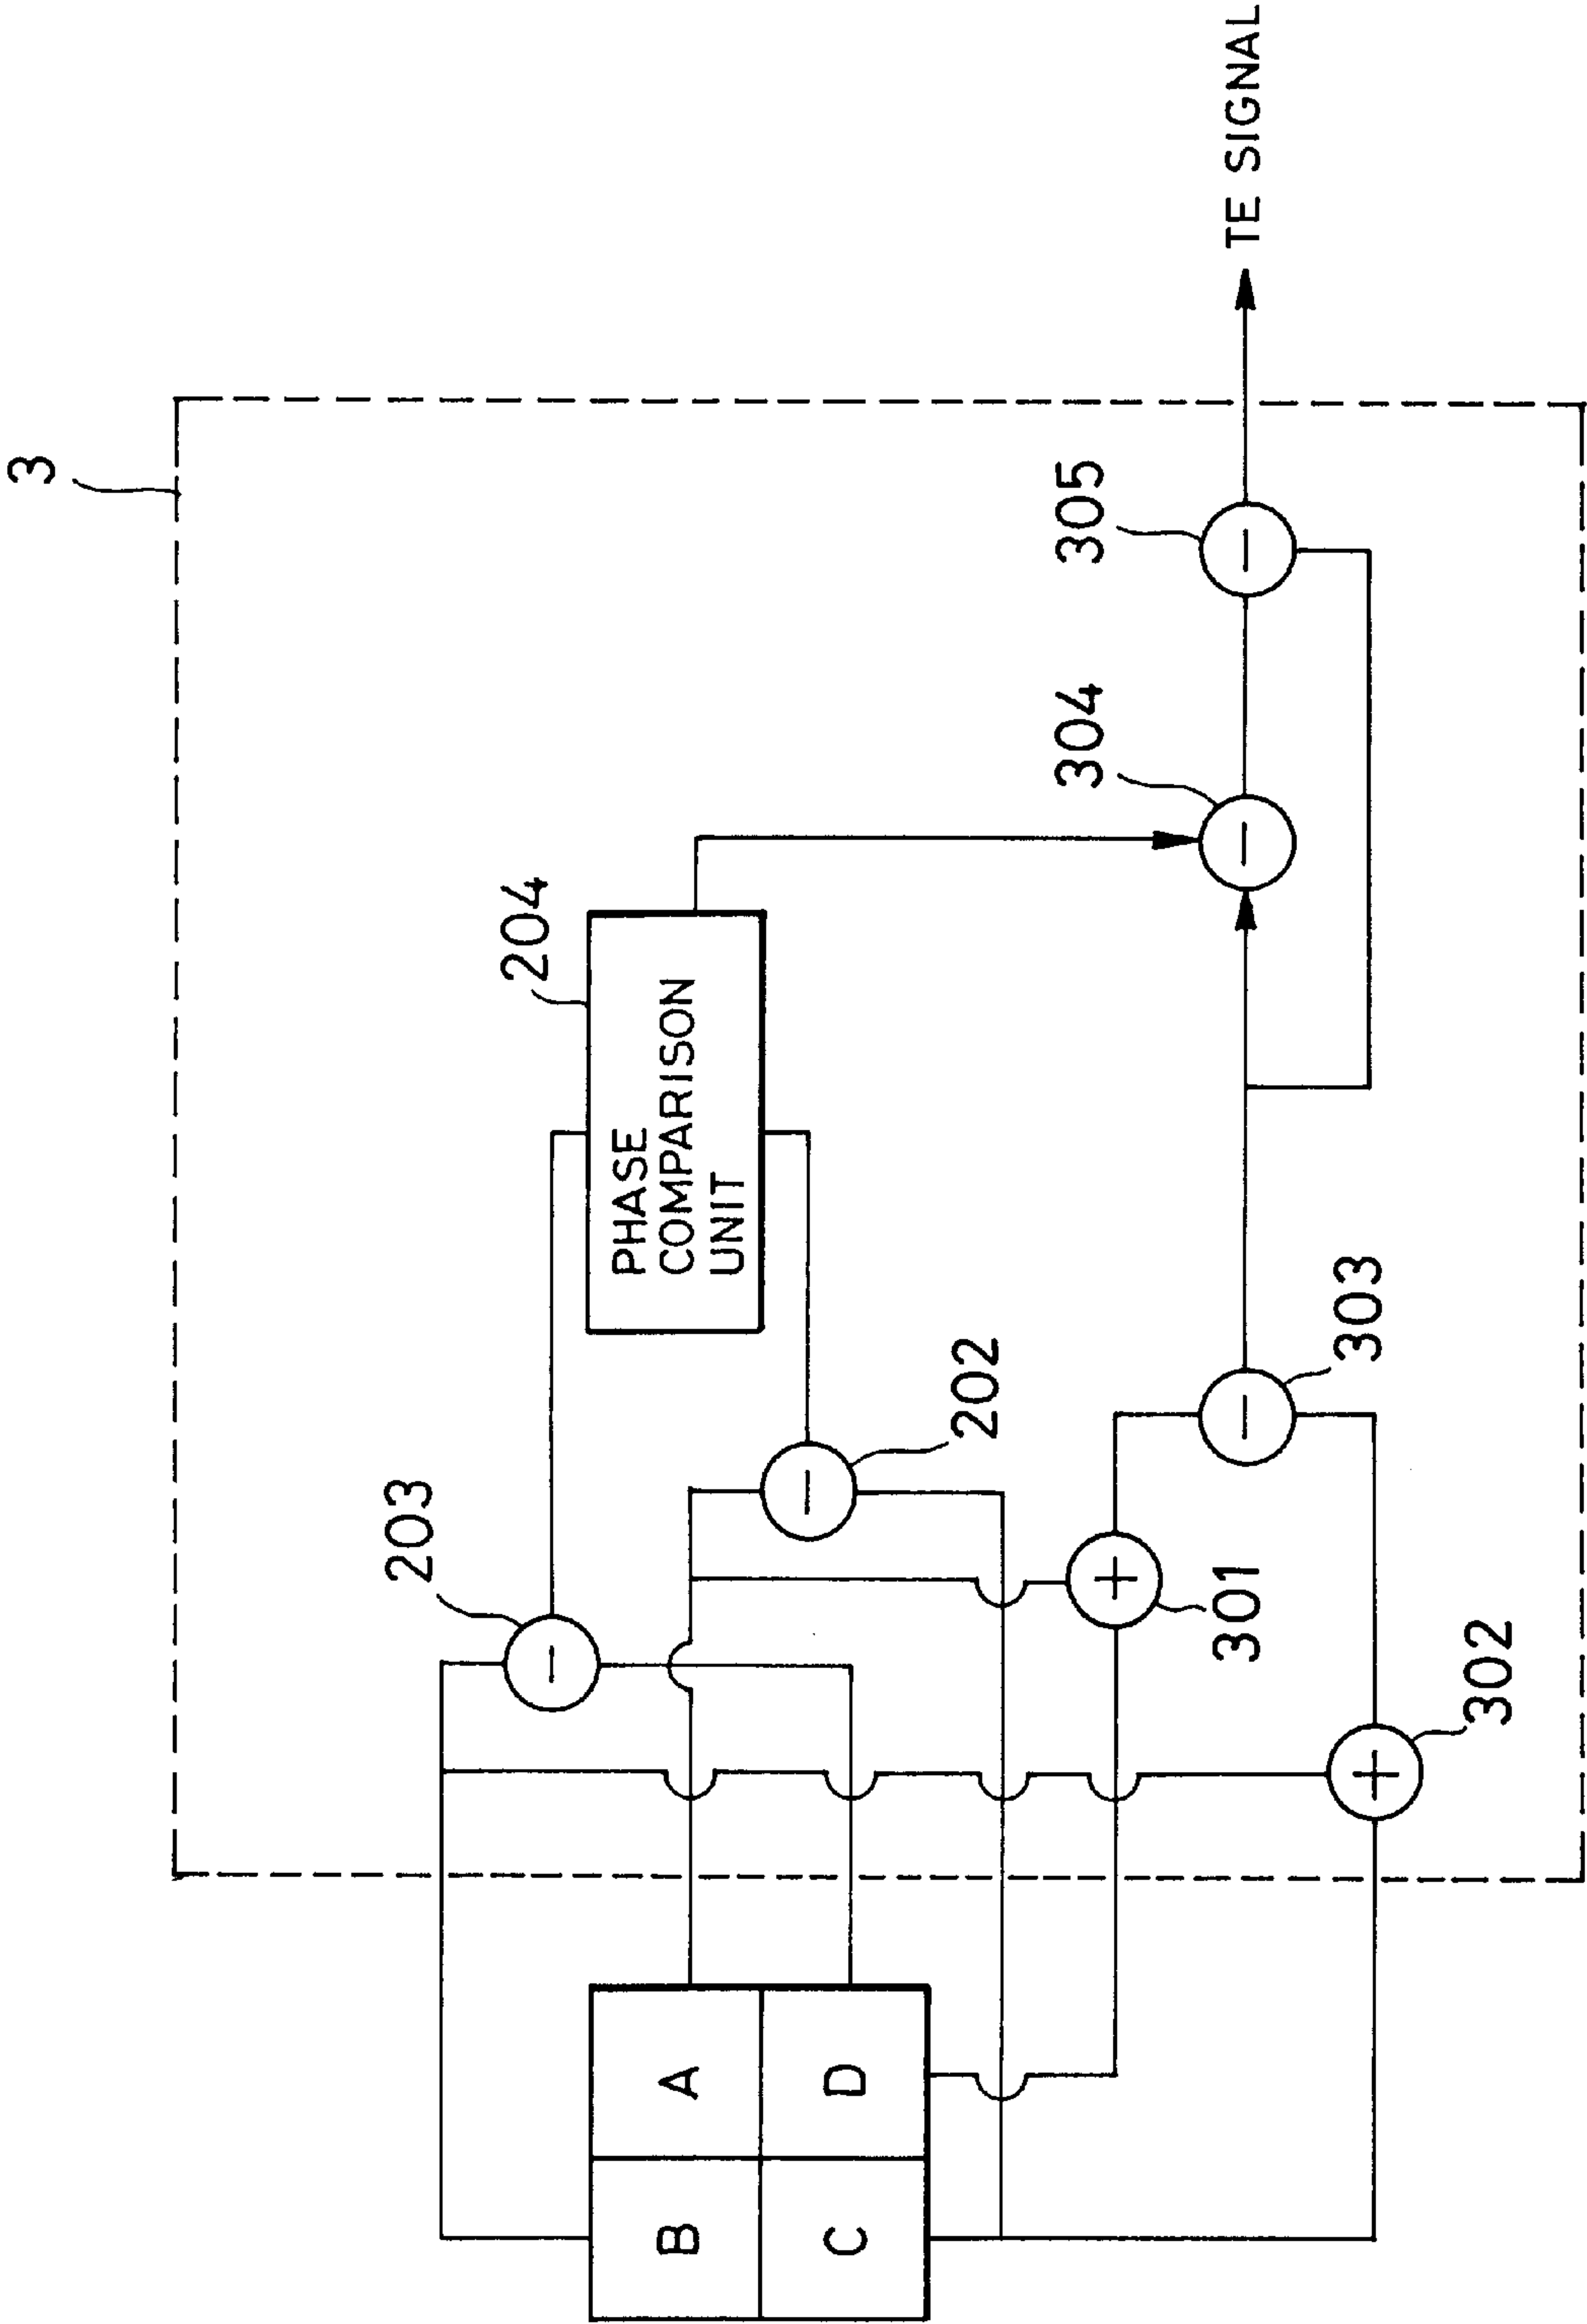 3
203
204
PHASE
COMPARISON
UNIT
202
B
A
C
D
301
302
303
304
305
TE SIGNAL